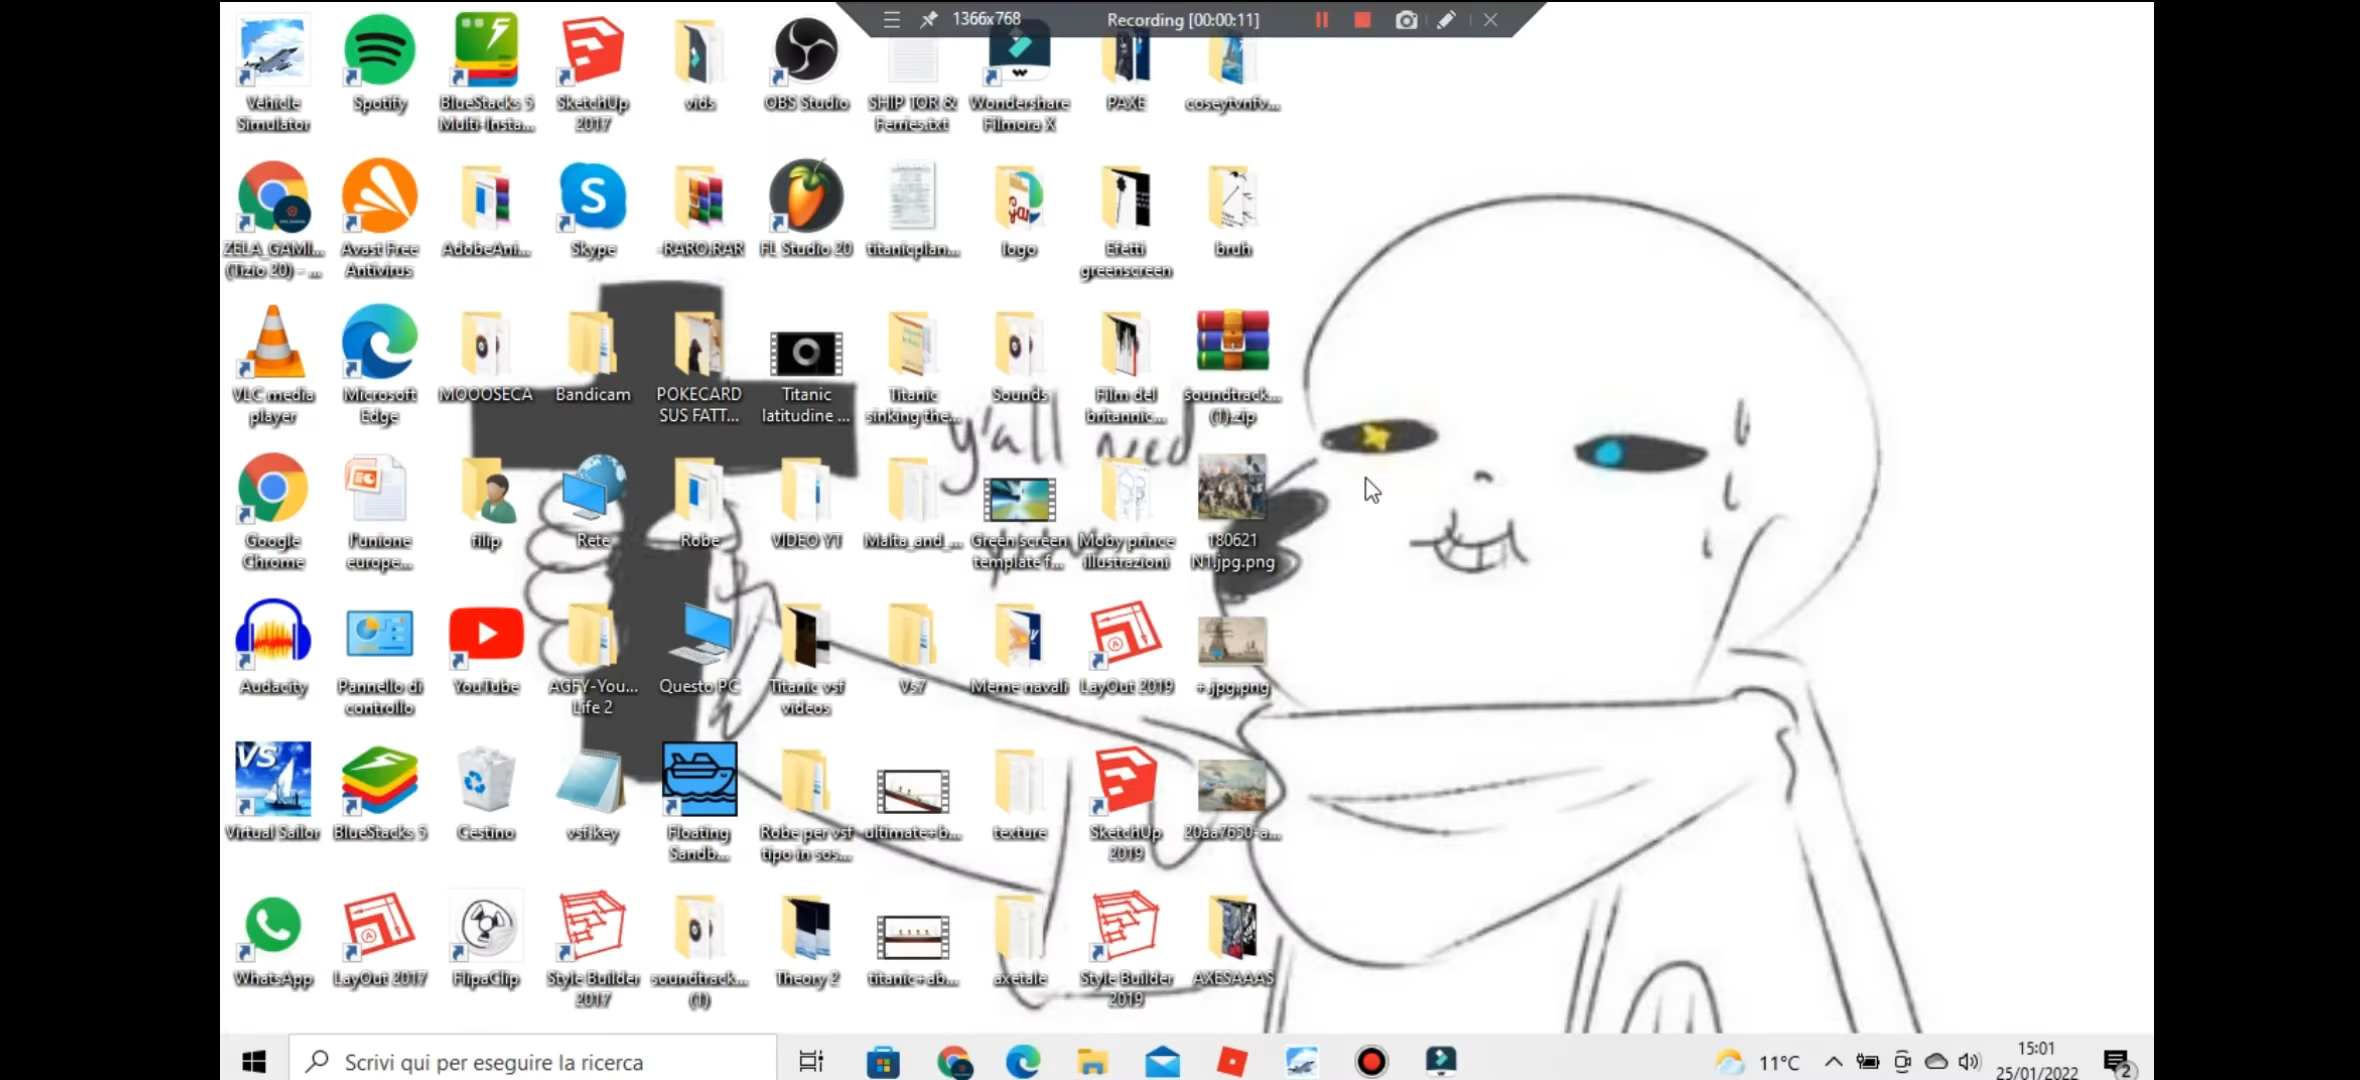 1366x768
Recording [00:00:11]
Vehicle Simulator
Spotify
BlueStacks 5 Multi-Insta...
SketchUp 2017
vids
OBS Studio
SHIP TOR & Ferries.txt
Wondershare Filmora X
PAXE
coseytvnfv...
ZELA_GAMI... (Tizio 20) - ...
Avast Free Antivirus
AdobeAni...
Skype
-RARO.RAR
FL Studio 20
titanicplan...
logo
Efetti greenscreen
bruh
VLC media player
Microsoft Edge
MOOOSECA
Bandicam
POKECARD SUS FATT...
Titanic latitudine ...
Titanic sinking the...
Sounds
Film del britannic...
soundtrack... (1).zip
y'all need
Google Chrome
l'unione europe...
filip
Rete
Robe
VIDEO YT
Malta_and_...
Green screen template f...
Moby prince illustrazioni
180621 N1.jpg.png
Audacity
Pannello di controllo
YouTube
AGFY-You... Life 2
Questo PC
Titanic vsf videos
Vs7
Meme navali
LayOut 2019
+.jpg.png
VS
Virtual Sailor
BlueStacks 5
Cestino
vsf1key
Floating Sandb...
Robe per vsf tipo in sos...
ultimate+b...
texture
SketchUp 2019
20aa7650-a...
WhatsApp
LayOut 2017
FlipaClip
Style Builder 2017
soundtrack... (1)
Theory 2
titanic+ab...
axetale
Style Builder 2019
AXESAAAS
Scrivi qui per eseguire la ricerca
11°C
15:01
25/01/2022
2